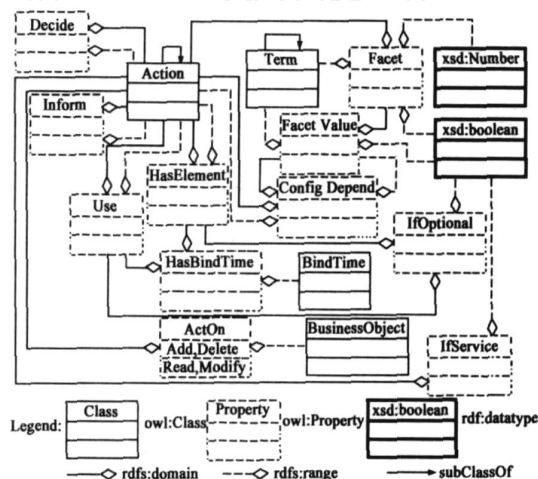 Decide
Action
Term
Facet
xsd:Number
Inform
Facet Value
xsd:boolean
HasElement
Config Depend
Use
IfOptional
HasBindTime
BindTime
ActOn
Add,Delete
Read,Modify
BusinessObject
IfService
Legend:
Class
owl:Class
Property
owl:Property
xsd:boolean
rdf:datatype
rdfs:domain
rdfs:range
subClassOf